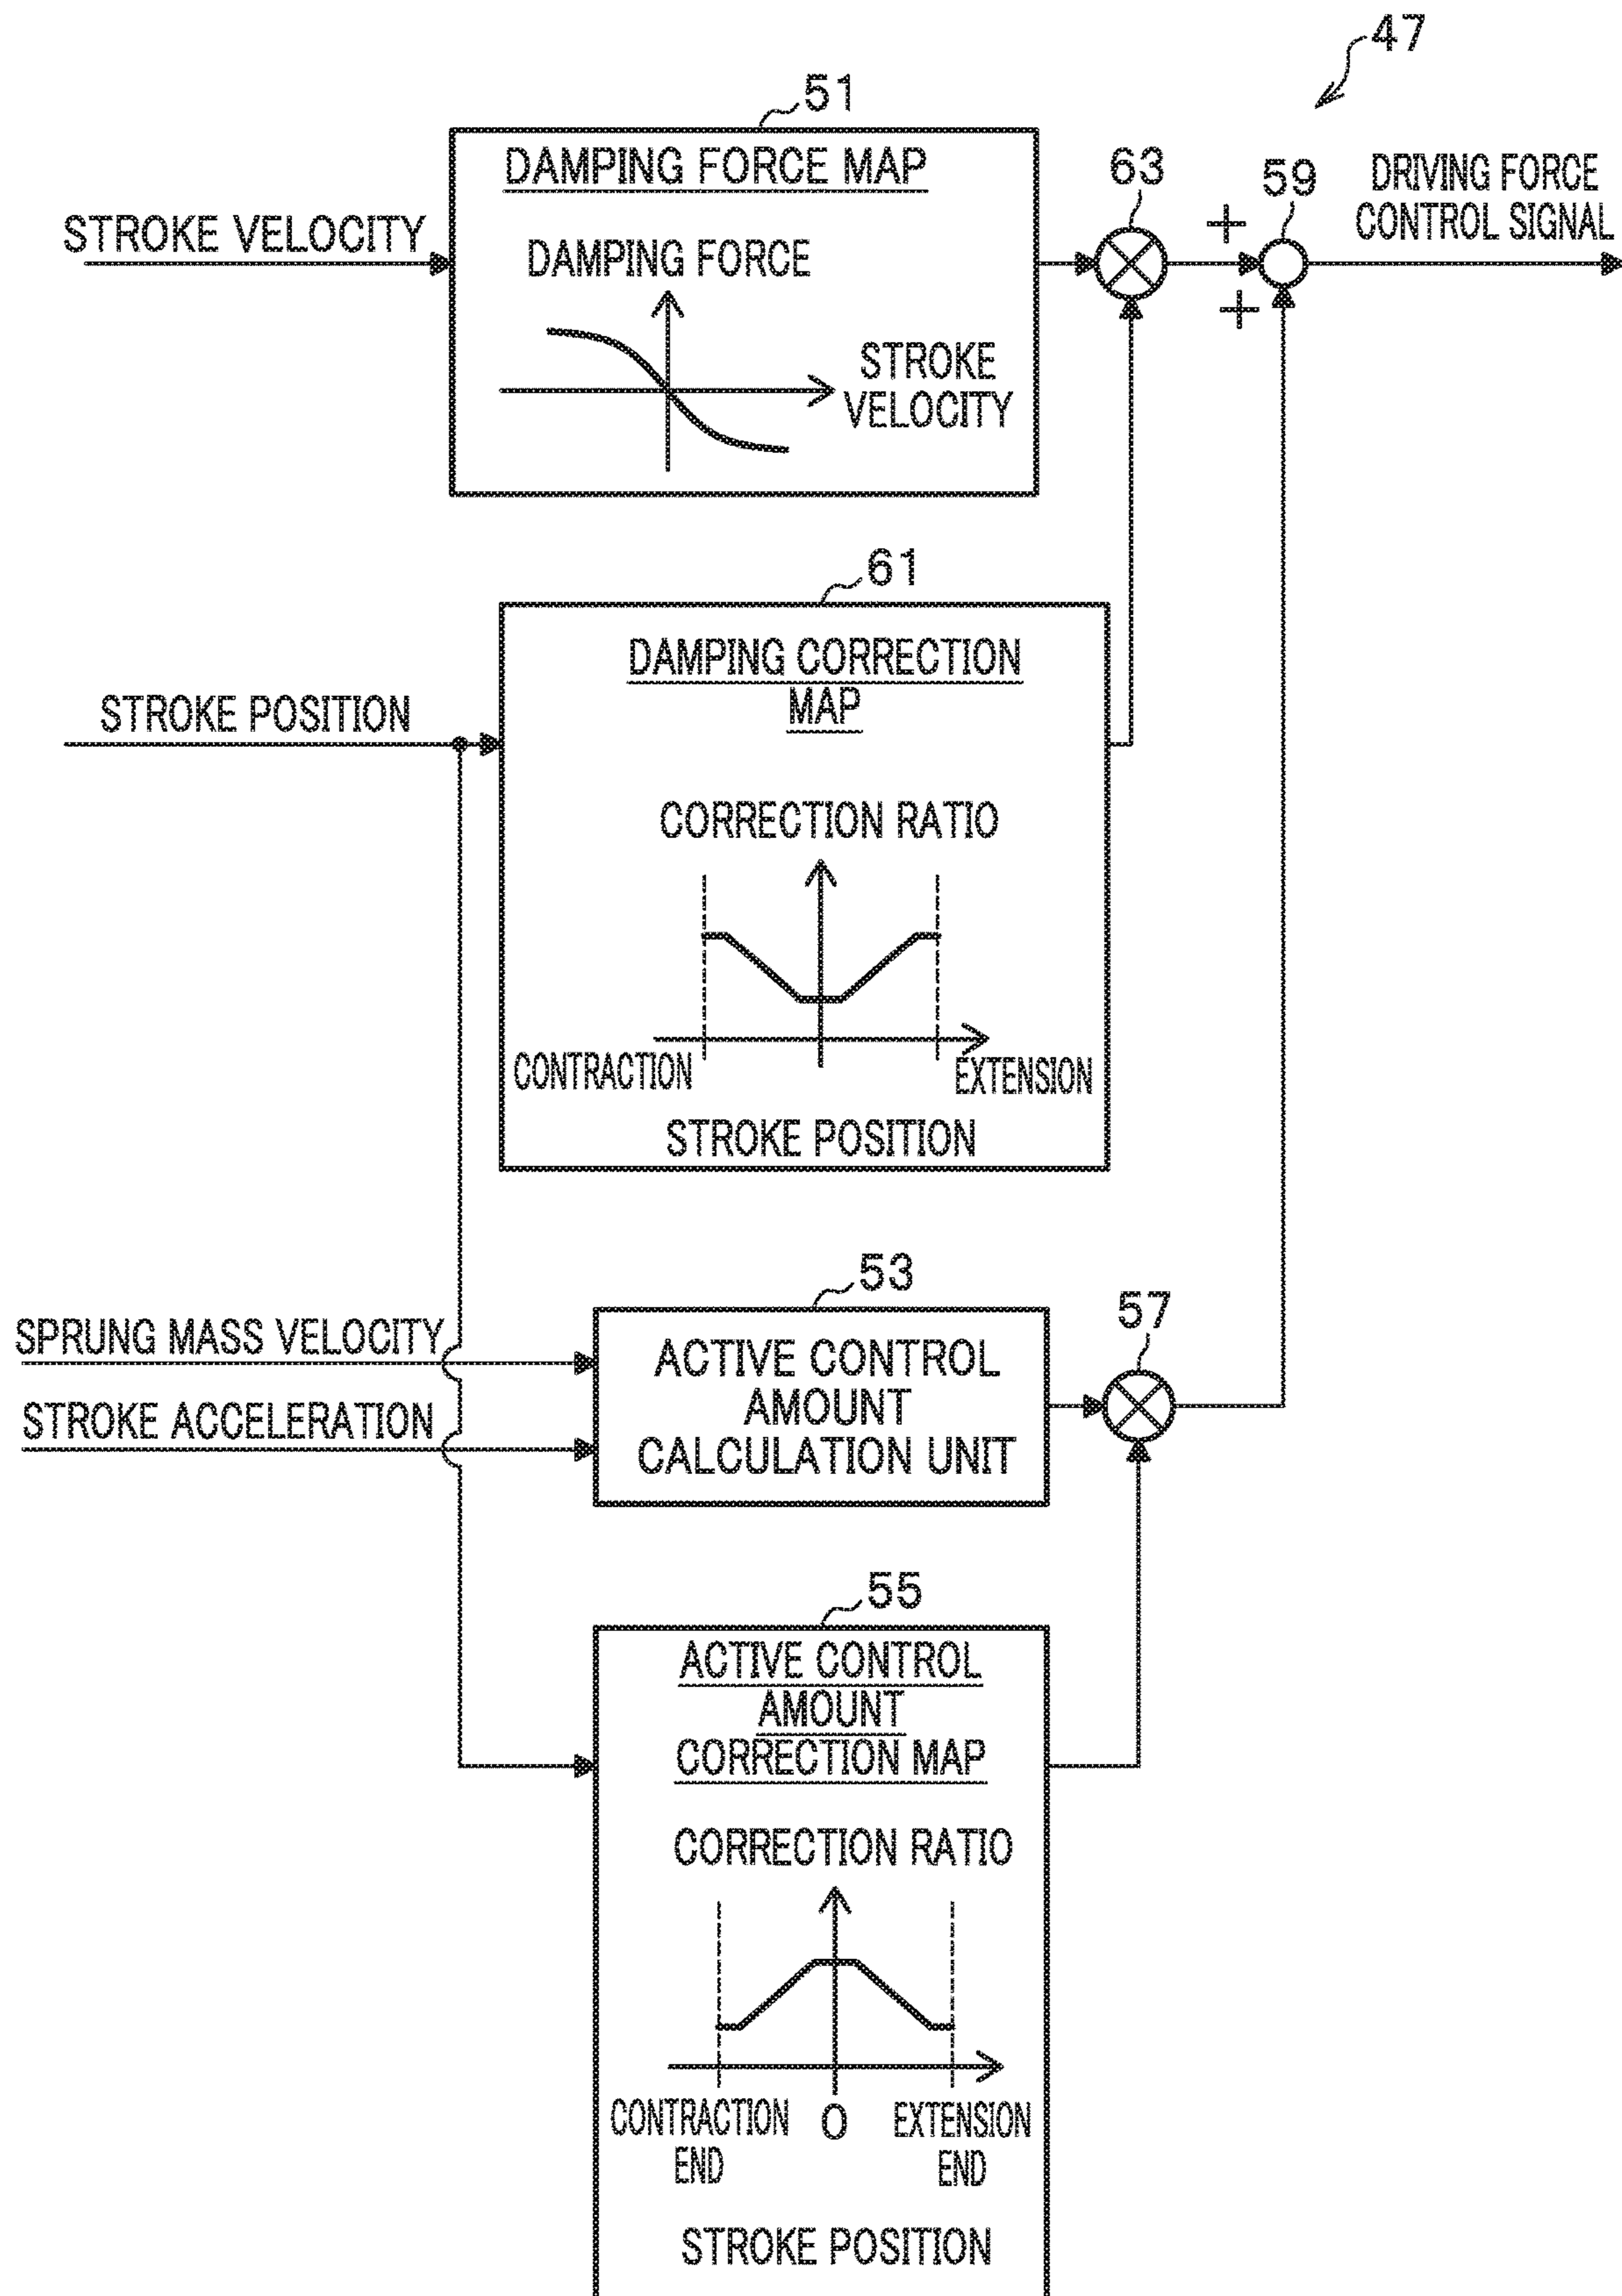 47
51
DAMPING FORCE MAP
63
59
DRIVING FORCE
CONTROL SIGNAL
STROKE VELOCITY
DAMPING FORCE
+
+
STROKE
VELOCITY
61
DAMPING CORRECTION
MAP
STROKE POSITION
CORRECTION RATIO
CONTRACTION
EXTENSION
STROKE POSITION
53
57
SPRUNG MASS VELOCITY
STROKE ACCELERATION
ACTIVE CONTROL
AMOUNT
CALCULATION UNIT
55
ACTIVE CONTROL
AMOUNT
CORRECTION MAP
CORRECTION RATIO
CONTRACTION
END
0
EXTENSION
END
STROKE POSITION